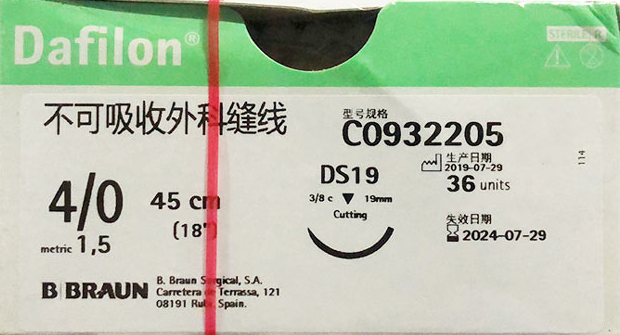 Dafilon®
STERILE R
不可吸收外科缝线
型号规格
C0932205
4/0
45 cm
(18")
metric 1,5
DS19
3/8 c ▼ 19mm
Cutting
生产日期
2019-07-29
36 units
失效日期
2024-07-29
114
B|BRAUN
B. Braun Surgical, S.A.
Carretera de Terrassa, 121
08191 Rubí, Spain.